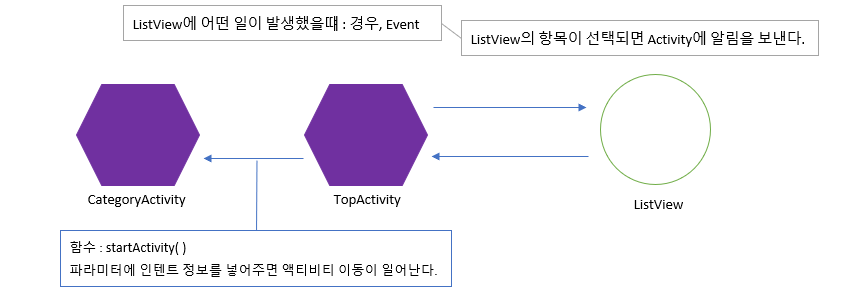 ListView에 어떤 일이 발생했을때 : 경우, Event
ListView의 항목이 선택되면 Activity에 알림을 보낸다.
CategoryActivity
TopActivity
ListView
함수 : startActivity( )
파라미터에 인텐트 정보를 넣어주면 액티비티 이동이 일어난다.